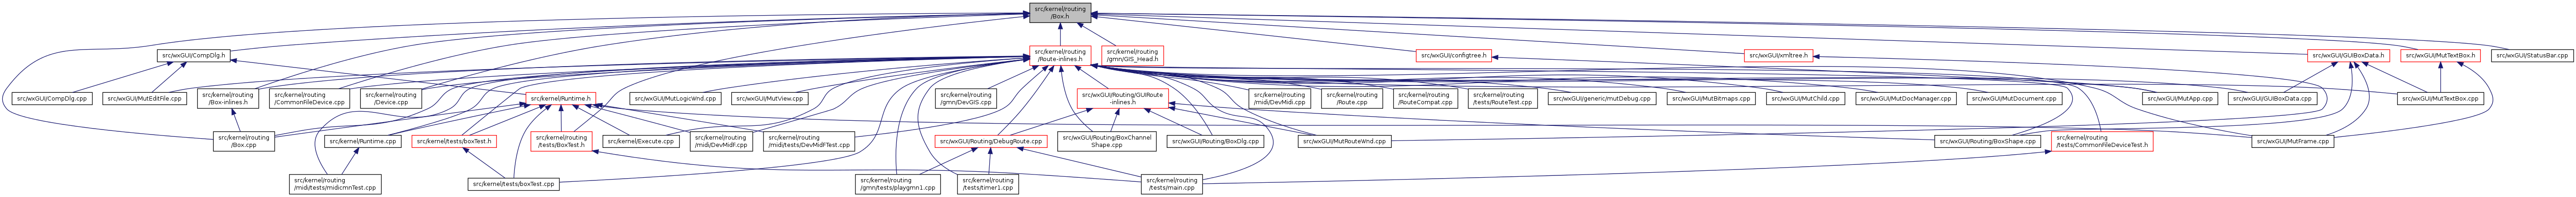 src/kernel/routing
/Box.h
src/wxGUI/CompDlg.h
src/kernel/routing
/Route-inlines.h
src/kernel/routing
/gmn/GIS_Head.h
src/wxGUI/configtree.h
src/wxGUI/xmltree.h
src/wxGUI/GUIBoxData.h
src/wxGUI/MutTextBox.h
src/wxGUI/StatusBar.cpp
src/wxGUI/CompDlg.cpp
src/wxGUI/MutEditFile.cpp
src/kernel/routing
/Box-inlines.h
src/kernel/routing
/CommonFileDevice.cpp
src/kernel/routing
/Device.cpp
src/kernel/Runtime.h
src/wxGUI/MutLogicWnd.cpp
src/wxGUI/MutView.cpp
src/kernel/routing
/gmn/DevGIS.cpp
src/wxGUI/Routing/GUIRoute
-inlines.h
src/kernel/routing
/midi/DevMidi.cpp
src/kernel/routing
/Route.cpp
src/kernel/routing
/RouteCompat.cpp
src/kernel/routing
/tests/RouteTest.cpp
src/wxGUI/generic/mutDebug.cpp
src/wxGUI/MutBitmaps.cpp
src/wxGUI/MutChild.cpp
src/wxGUI/MutDocManager.cpp
src/wxGUI/MutDocument.cpp
src/wxGUI/MutApp.cpp
src/wxGUI/GUIBoxData.cpp
src/wxGUI/MutTextBox.cpp
src/kernel/routing
/Box.cpp
src/kernel/Runtime.cpp
src/kernel/tests/boxTest.h
src/kernel/routing
/tests/BoxTest.h
src/kernel/Execute.cpp
src/kernel/routing
/midi/DevMidF.cpp
src/kernel/routing
/midi/tests/DevMidFTest.cpp
src/wxGUI/Routing/DebugRoute.cpp
src/wxGUI/Routing/BoxChannel
Shape.cpp
src/wxGUI/Routing/BoxDlg.cpp
src/wxGUI/MutRouteWnd.cpp
src/wxGUI/Routing/BoxShape.cpp
src/kernel/routing
/tests/CommonFileDeviceTest.h
src/wxGUI/MutFrame.cpp
src/kernel/routing
/midi/tests/midicmnTest.cpp
src/kernel/tests/boxTest.cpp
src/kernel/routing
/gmn/tests/playgmn1.cpp
src/kernel/routing
/tests/timer1.cpp
src/kernel/routing
/tests/main.cpp